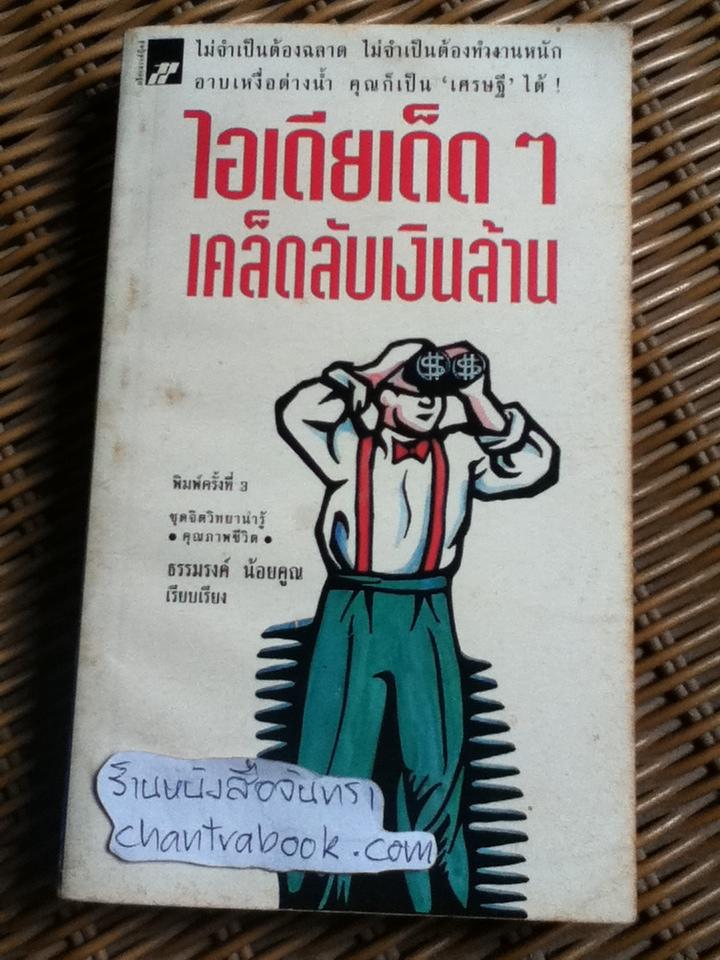 ไม่จำเป็นต้องฉลาด ไม่จำเป็นต้องทำงานหนัก
อาบเหงื่อต่างน้ำ คุณก็เป็น ‘เศรษฐี’ ได้ !
ไอเดียเด็ด ๆ
เคล็ดลับเงินล้าน
$ $
พิมพ์ครั้งที่ 3
ชุดจิตวิทยาน่ารู้
• คุณภาพชีวิต •
ธรรมรงค์ น้อยคูณ
เรียบเรียง
ร้านหนังสือจันทรา
chantrabook.com